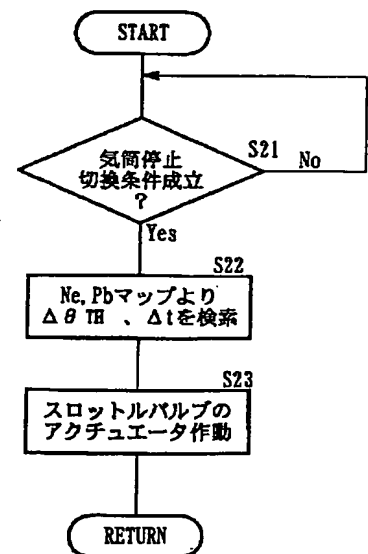 START
気筒停止
切換条件成立
?
S21
No
Yes
S22
Ne,Pbマップより
Δθ TH 、Δtを検索
S23
スロットルバルブの
アクチュエータ作動
RETURN